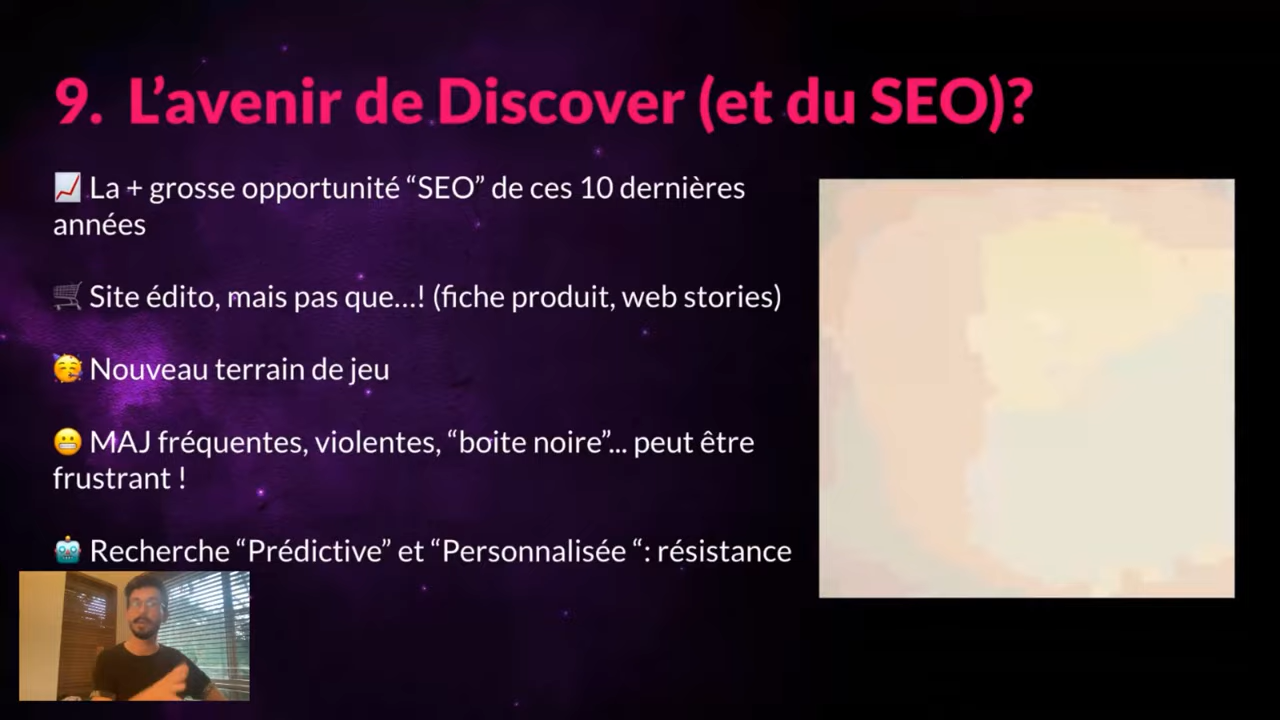 9. L’avenir de Discover (et du SEO)?
📈 La + grosse opportunité “SEO” de ces 10 dernières
années
🛒 Site édito, mais pas que...! (fiche produit, web stories)
🥳 Nouveau terrain de jeu
😬 MAJ fréquentes, violentes, “boite noire”... peut être
frustrant !
🤖 Recherche “Prédictive” et “Personnalisée “: résistance